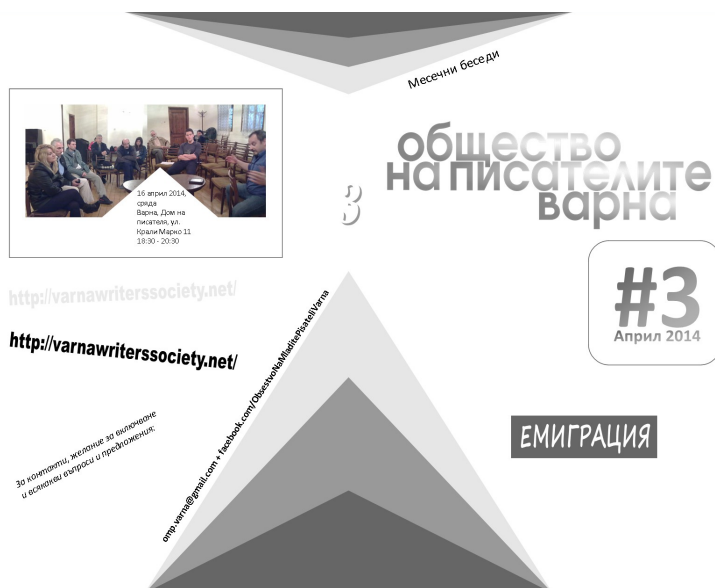 Месечни беседи
16 април 2014,
сряда
Варна, Дом на
писателя, ул.
Крали Марко 11
18:30 - 20:30
3
общество
на писателите
варна
#3
Април 2014
http://varnawriterssociety.net/
http://varnawriterssociety.net/
omp.varna@gmail.com + facebook.com/ObsestvoNaMladitePisateliVarna
ЕМИГРАЦИЯ
За контакти, желание за включване
и всякакви въпроси и предложения: